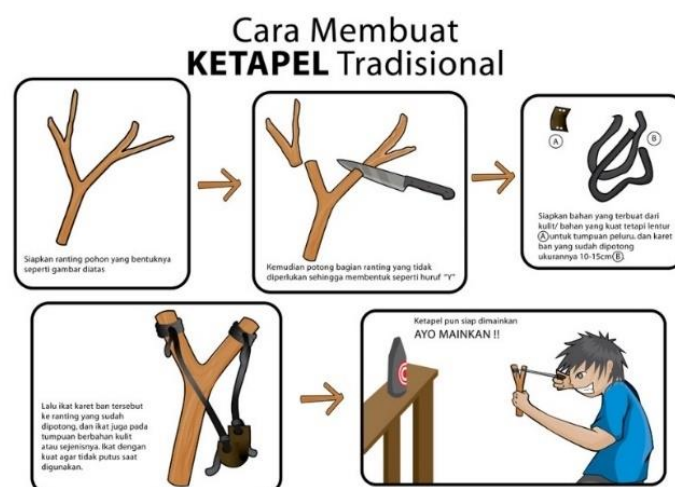 Cara Membuat
KETAPEL Tradisional
Siapkan ranting pohon yang bentuknya
seperti gambar diatas
Kemudian potong bagian ranting yang tidak
diperlukan sehingga membentuk seperti huruf "Y"
A
B
Siapkan bahan yang terbuat dari
kulit/ bahan yang kuat tetapi lentur
(A) untuk tumpuan peluru. dan karet
ban yang sudah dipotong
ukurannya 10-15cm (B).
Lalu ikat karet ban tersebut
ke ranting yang sudah
dipotong, dan ikat juga pada
tumpuan berbahan kulit
atau sejenisnya. Ikat dengan
kuat agar tidak putus saat
digunakan.
Ketapel pun siap dimainkan
AYO MAINKAN !!